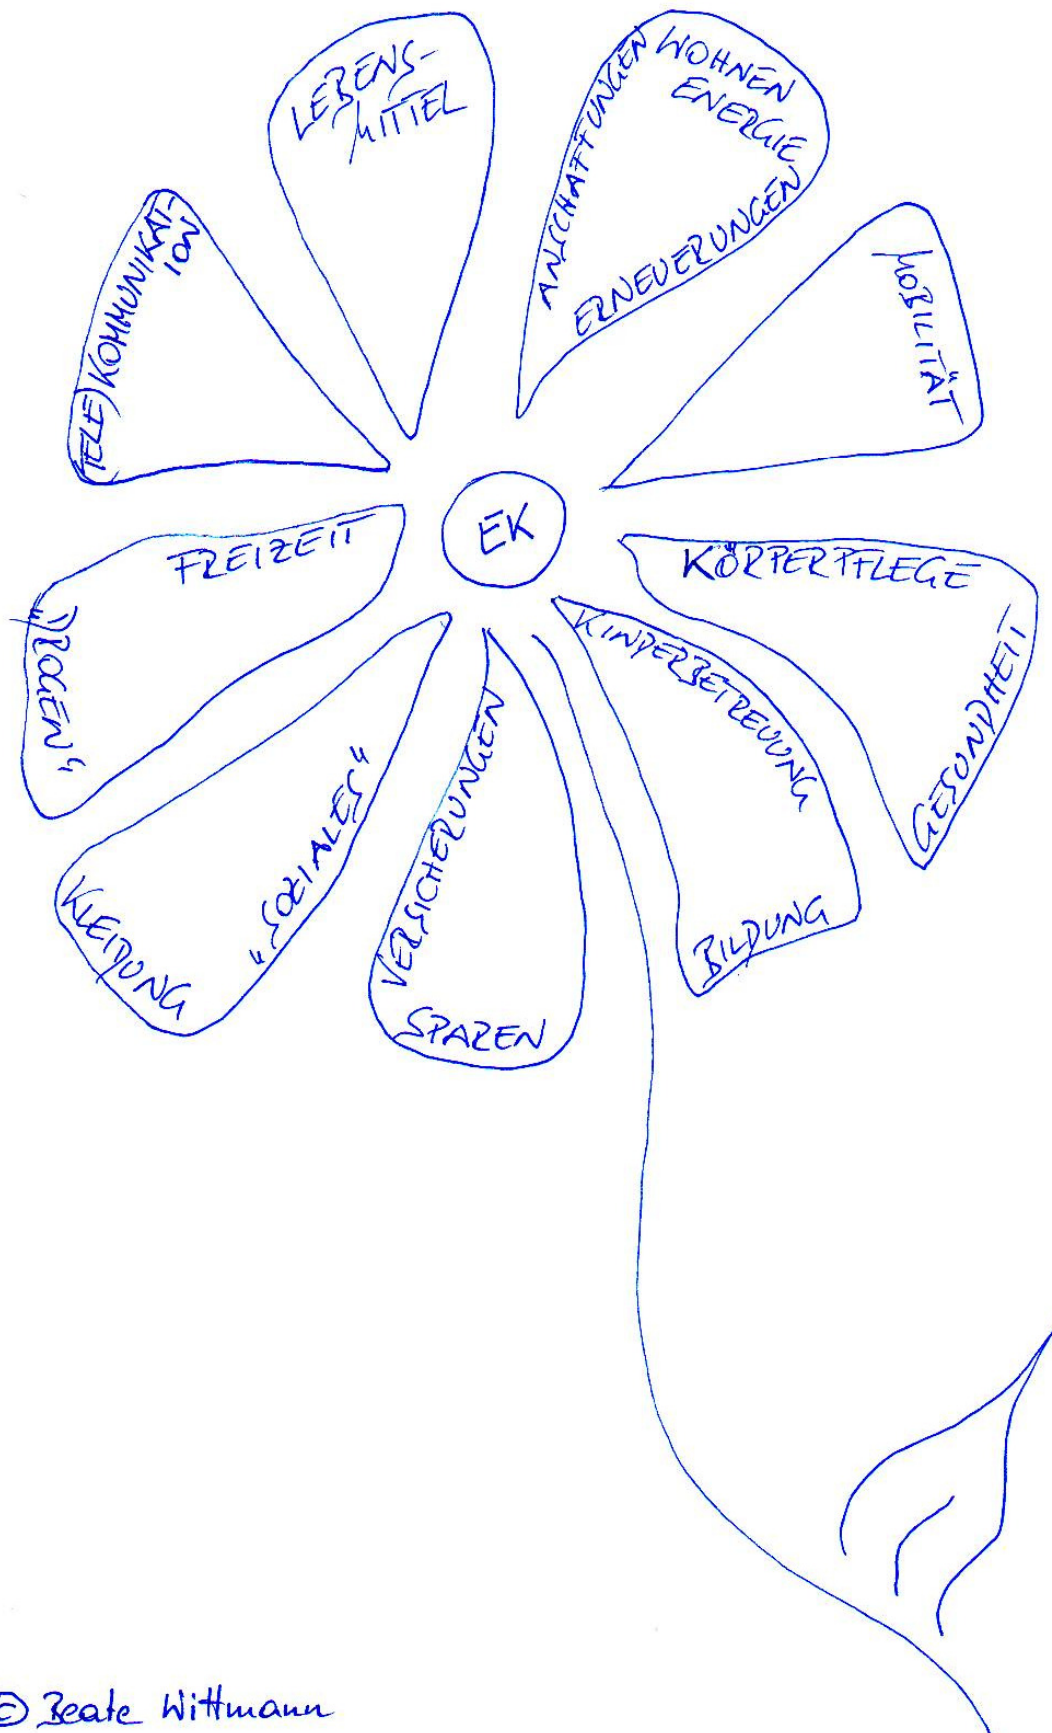 LEBENS-
MITTEL
ANSCHAFFUNGEN
WOHNEN
ENERGIE
ERNEUERUNGEN
MOBILITÄT
KÖRPERPFLEGE
GESUNDHEIT
KINDERBETREUUNG
BILDUNG
VERSICHERUNGEN
SPAREN
"SOZIALES"
KLEIDUNG
FREIZEIT
"DROGEN"
(TELE)KOMMUNIKAT-
ION
EK
© Beate Wittmann